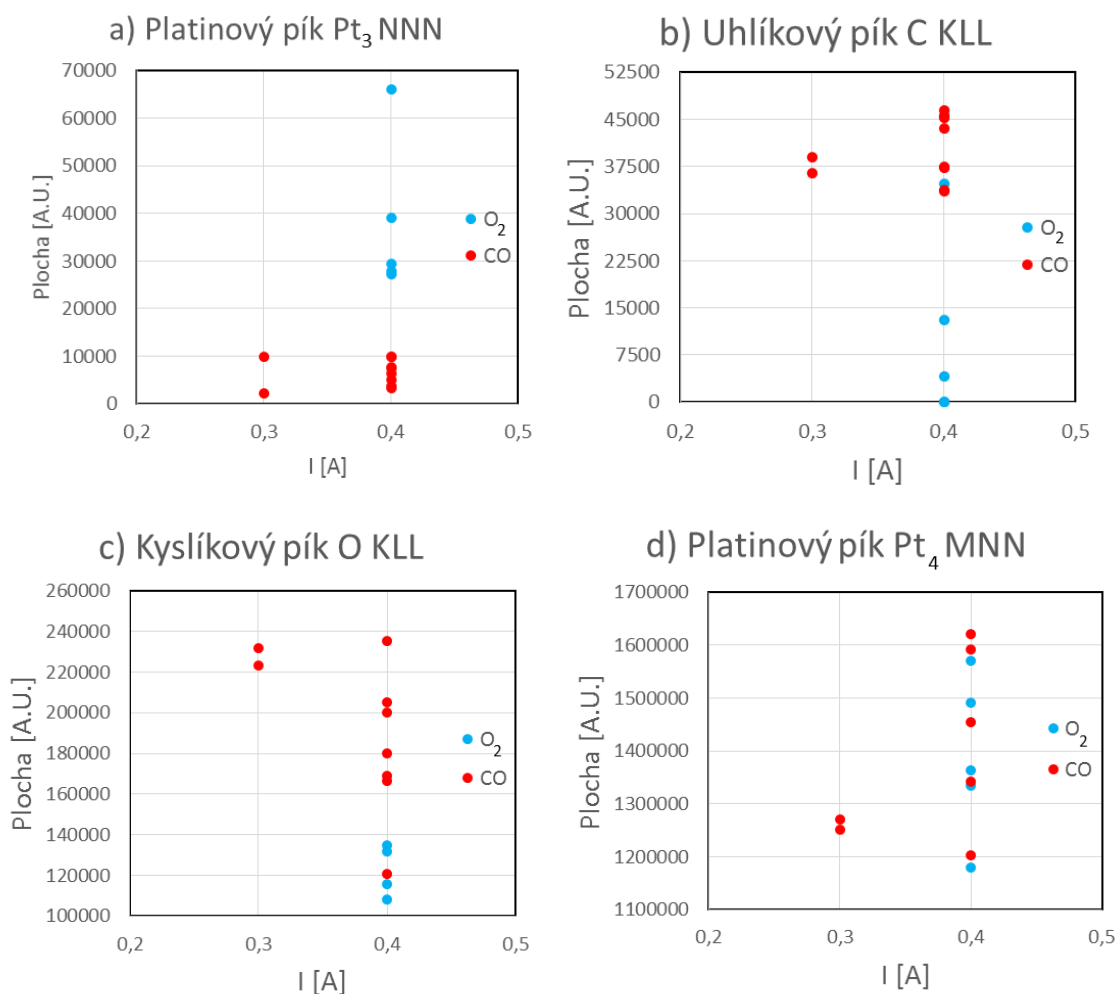 a) Platinový pík Pt3 NNN
70000
60000
50000
40000
30000
20000
10000
0
Plocha [A.U.]
0,2 0,3 0,4 0,5
I [A]
O2
CO
b) Uhlíkový pík C KLL
52500
45000
37500
30000
22500
15000
7500
0
Plocha [A.U.]
0,2 0,3 0,4 0,5
I [A]
O2
CO
c) Kyslíkový pík O KLL
260000
240000
220000
200000
180000
160000
140000
120000
100000
Plocha [A.U.]
0,2 0,3 0,4 0,5
I [A]
O2
CO
d) Platinový pík Pt4 MNN
1700000
1600000
1500000
1400000
1300000
1200000
1100000
Plocha [A.U.]
0,2 0,3 0,4 0,5
I [A]
O2
CO